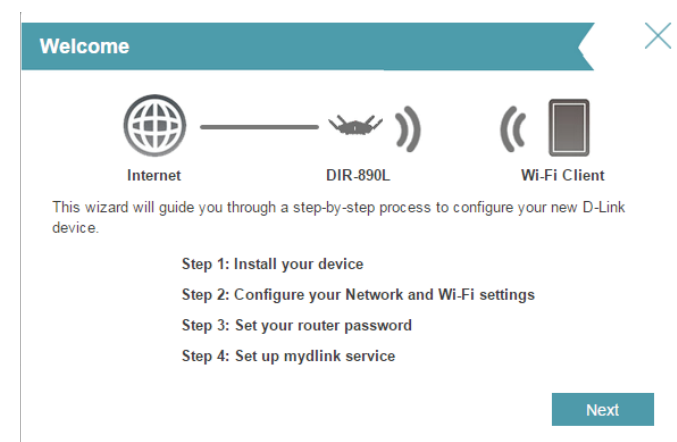 Welcome
Internet
DIR-890L
Wi-Fi Client
This wizard will guide you through a step-by-step process to configure your new D-Link
device.
Step 1: Install your device
Step 2: Configure your Network and Wi-Fi settings
Step 3: Set your router password
Step 4: Set up mydlink service
Next